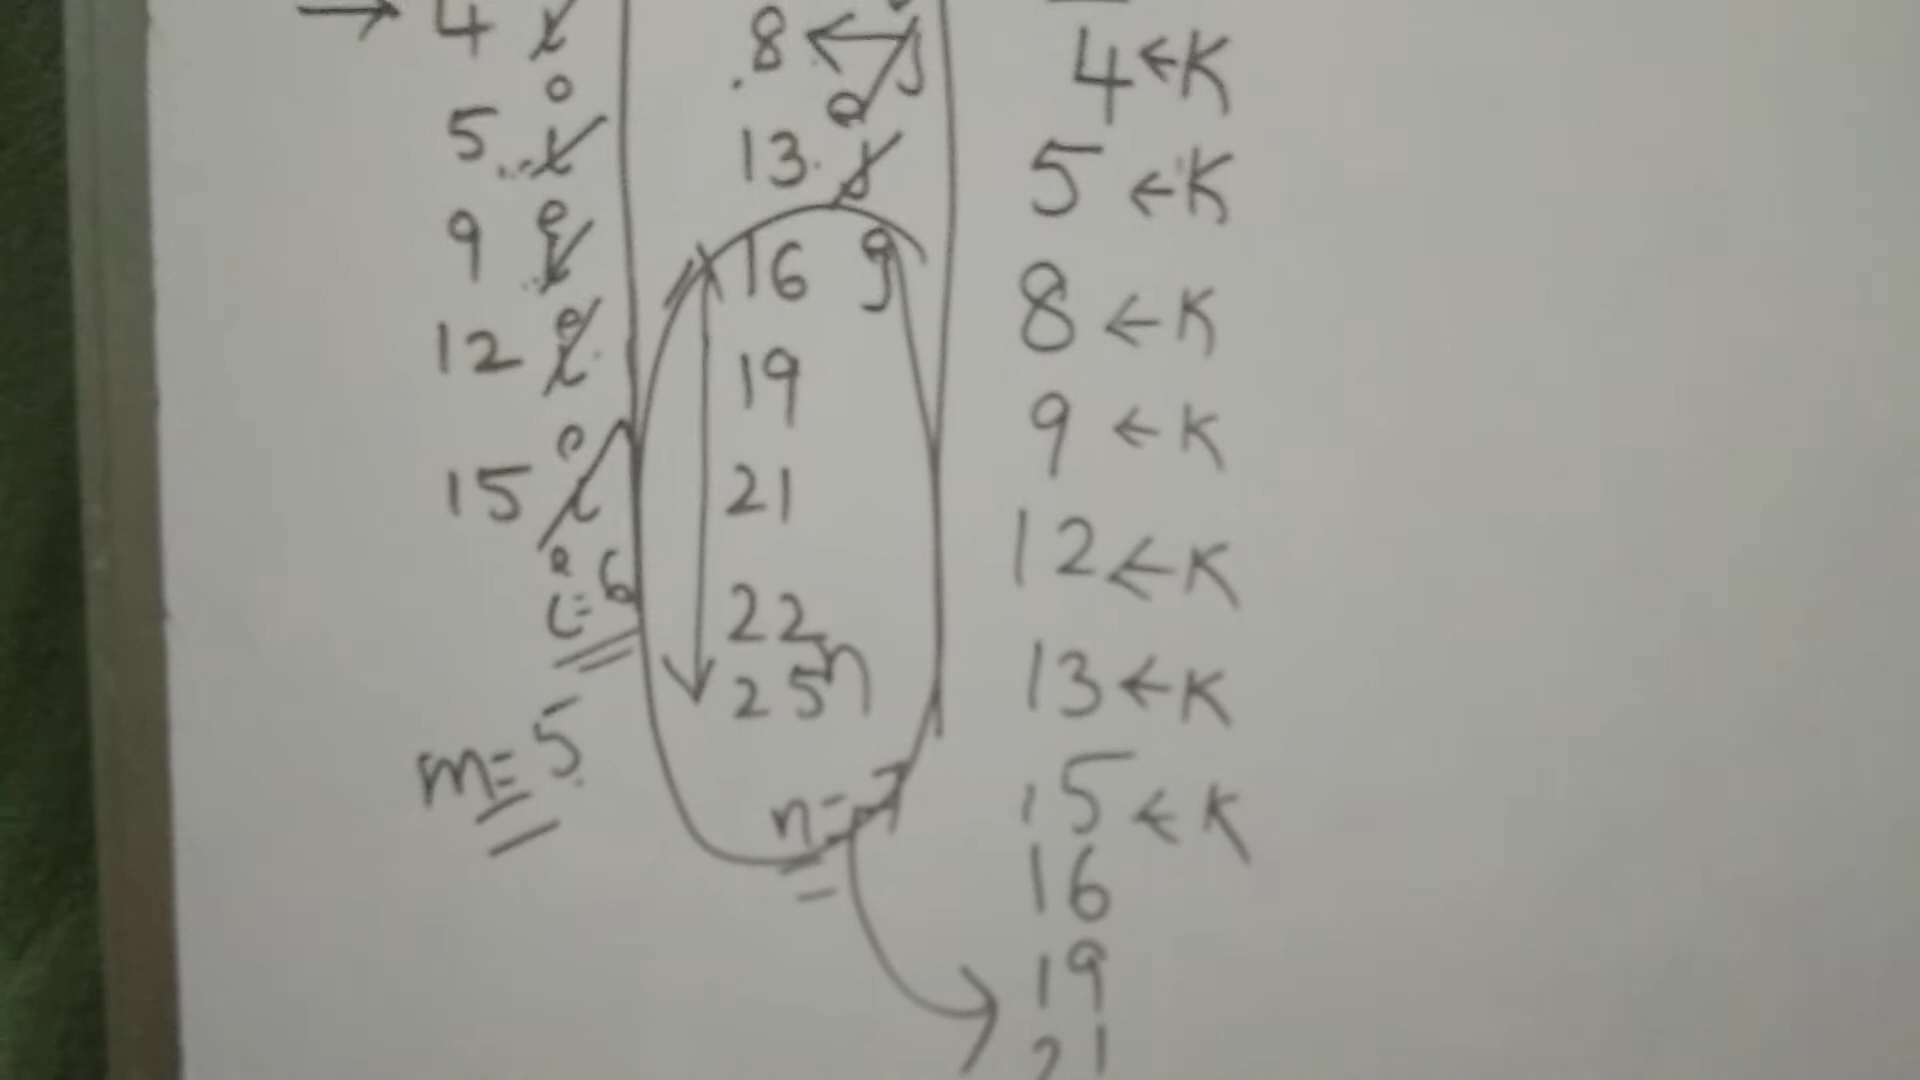 4 i
5 i
9 i
12 i
15 i
i=6
m=5
8 j
13 j
16 j
19
21
22
25 n
n=7
4 ←K
5 ←K
8 ←K
9 ←K
12 ←K
13 ←K
15 ←K
16
19
21